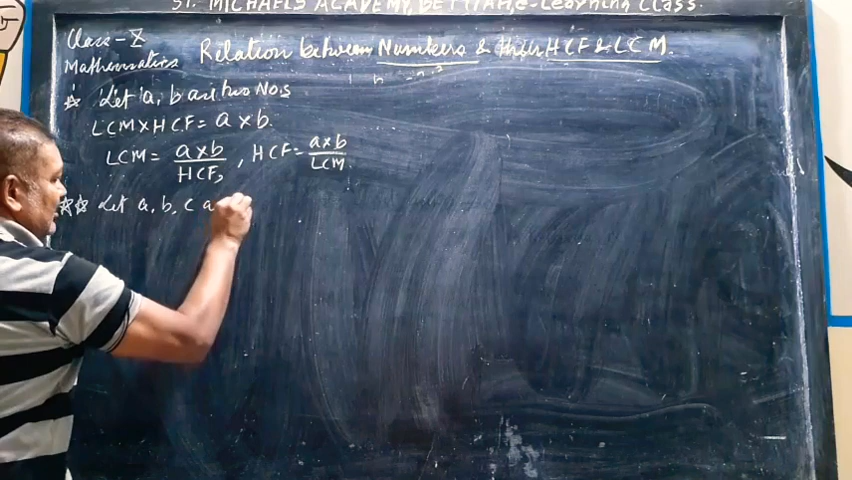 ST. MICHAELS ACADEMY, BETTIAH, e-Learning Class.
Class-X
Mathematics
Relation between Numbers & their HCF & LCM.
☆ Let a, b are two No.s
LCM×HCF= a×b
LCM = a×b/HCF, , HCF= a×b/LCM
☆☆ Let a, b, c a